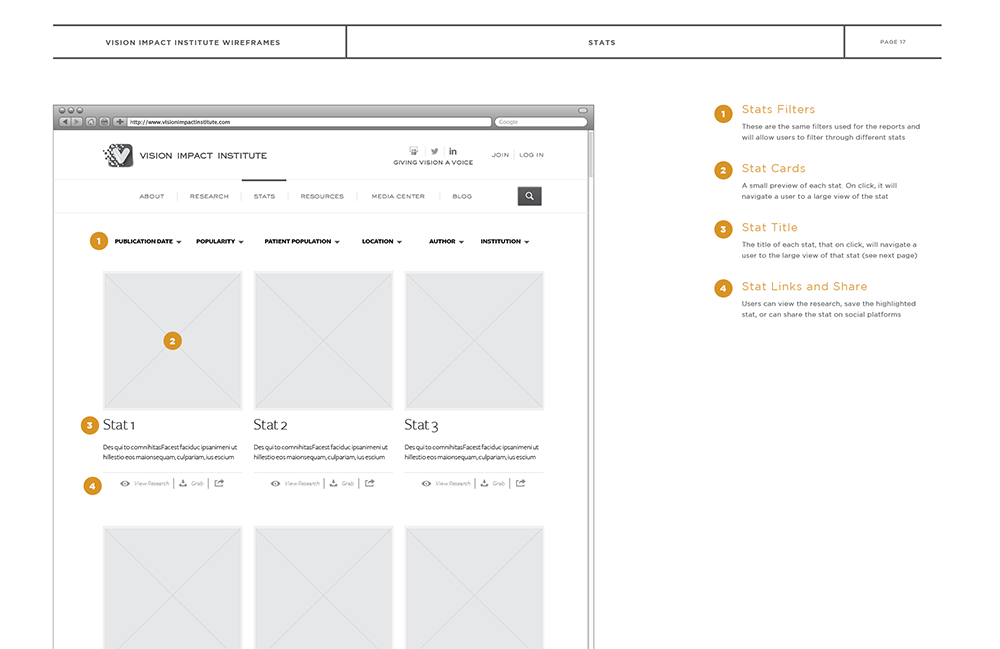 VISION IMPACT INSTITUTE WIREFRAMES
STATS
PAGE 17
http://www.visionimpactinstitute.com
Google
VISION IMPACT INSTITUTE
in
GIVING VISION A VOICE
JOIN
LOG IN
ABOUT
RESEARCH
STATS
RESOURCES
MEDIA CENTER
BLOG
1
PUBLICATION DATE
POPULARITY
PATIENT POPULATION
LOCATION
AUTHOR
INSTITUTION
2
3
Stat 1
Des qui to comnihitasFacest faciduc ipsanimeni ut
hillestio eos maionsequam, culpariam, ius escium
Stat 2
Des qui to comnihitasFacest faciduc ipsanimeni ut
hillestio eos maionsequam, culpariam, ius escium
Stat 3
Des qui to comnihitasFacest faciduc ipsanimeni ut
hillestio eos maionsequam, culpariam, ius escium
4
View Research
Grab
View Research
Grab
View Research
Grab
1
Stats Filters
These are the same filters used for the reports and
will allow users to filter through different stats
2
Stat Cards
A small preview of each stat. On click, it will
navigate a user to a large view of the stat
3
Stat Title
The title of each stat, that on click, will navigate a
user to the large view of that stat (see next page)
4
Stat Links and Share
Users can view the research, save the highlighted
stat, or can share the stat on social platforms